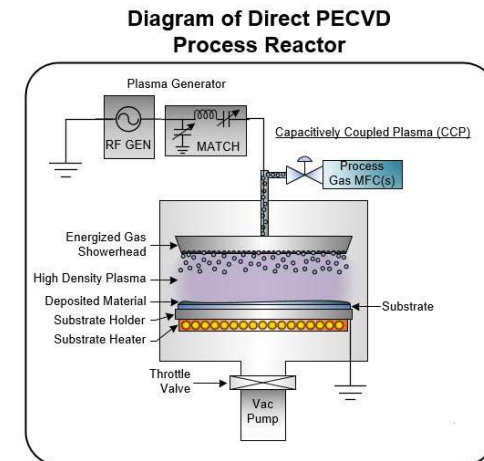 Diagram of Direct PECVD
Process Reactor
Plasma Generator
RF GEN
MATCH
Capacitively Coupled Plasma (CCP)
Process
Gas MFC(s)
Energized Gas
Showerhead
High Density Plasma
Deposited Material
Substrate
Substrate Holder
Substrate Heater
Throttle
Valve
Vac
Pump